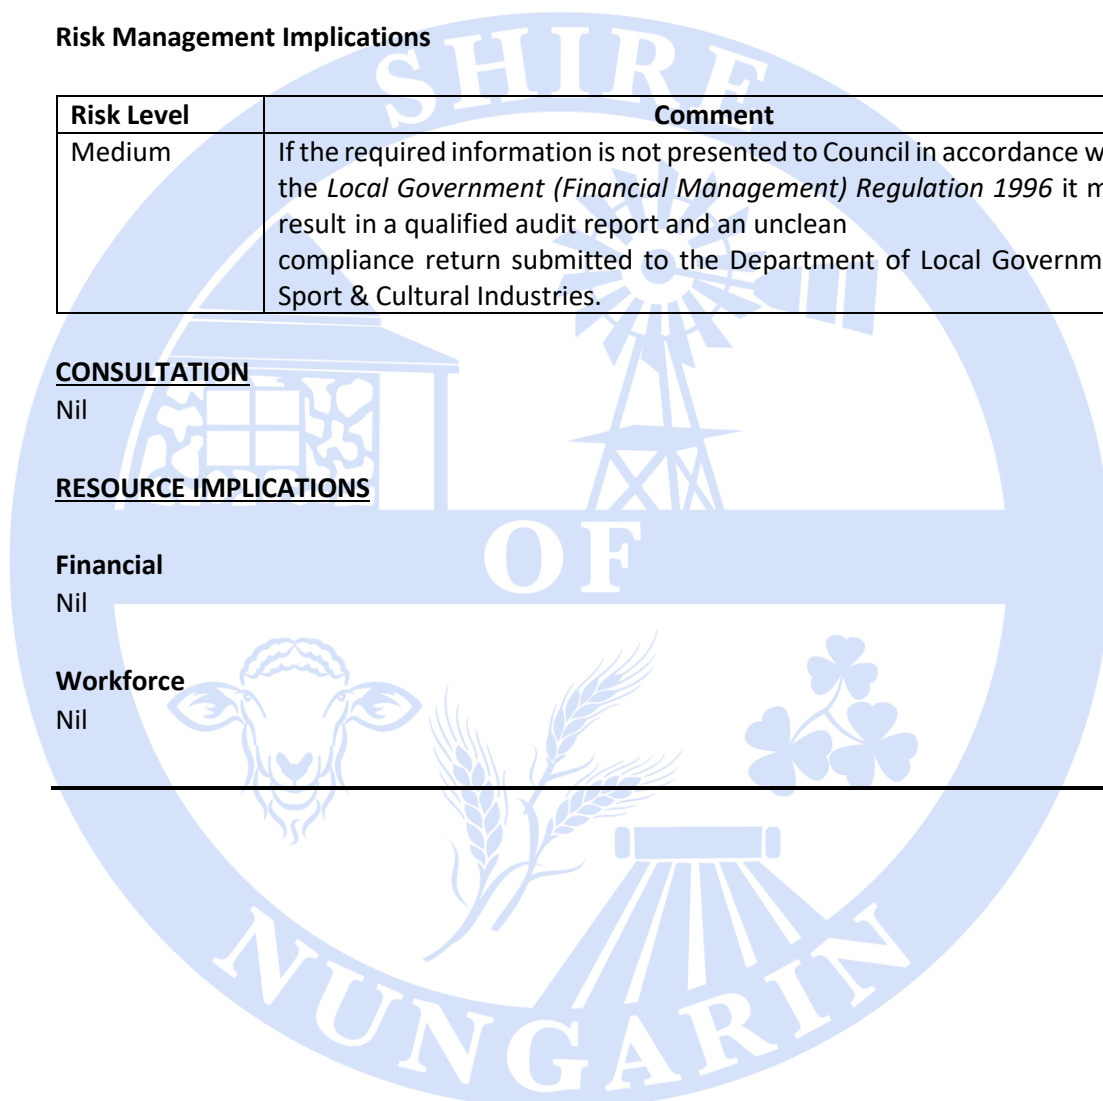 Risk Management Implications
SHIRE
Risk Level Comment
Medium If the required information is not presented to Council in accordance
the Local Government (Financial Management) Regulation 1996 it
result in a qualified audit report and an unclean
compliance return submitted to the Department of Local
Sport & Cultural Industries.
CONSULTATION
Nil
RESOURCE IMPLICATIONS
OF
Financial
Nil
Workforce
Nil
NUNGARIN